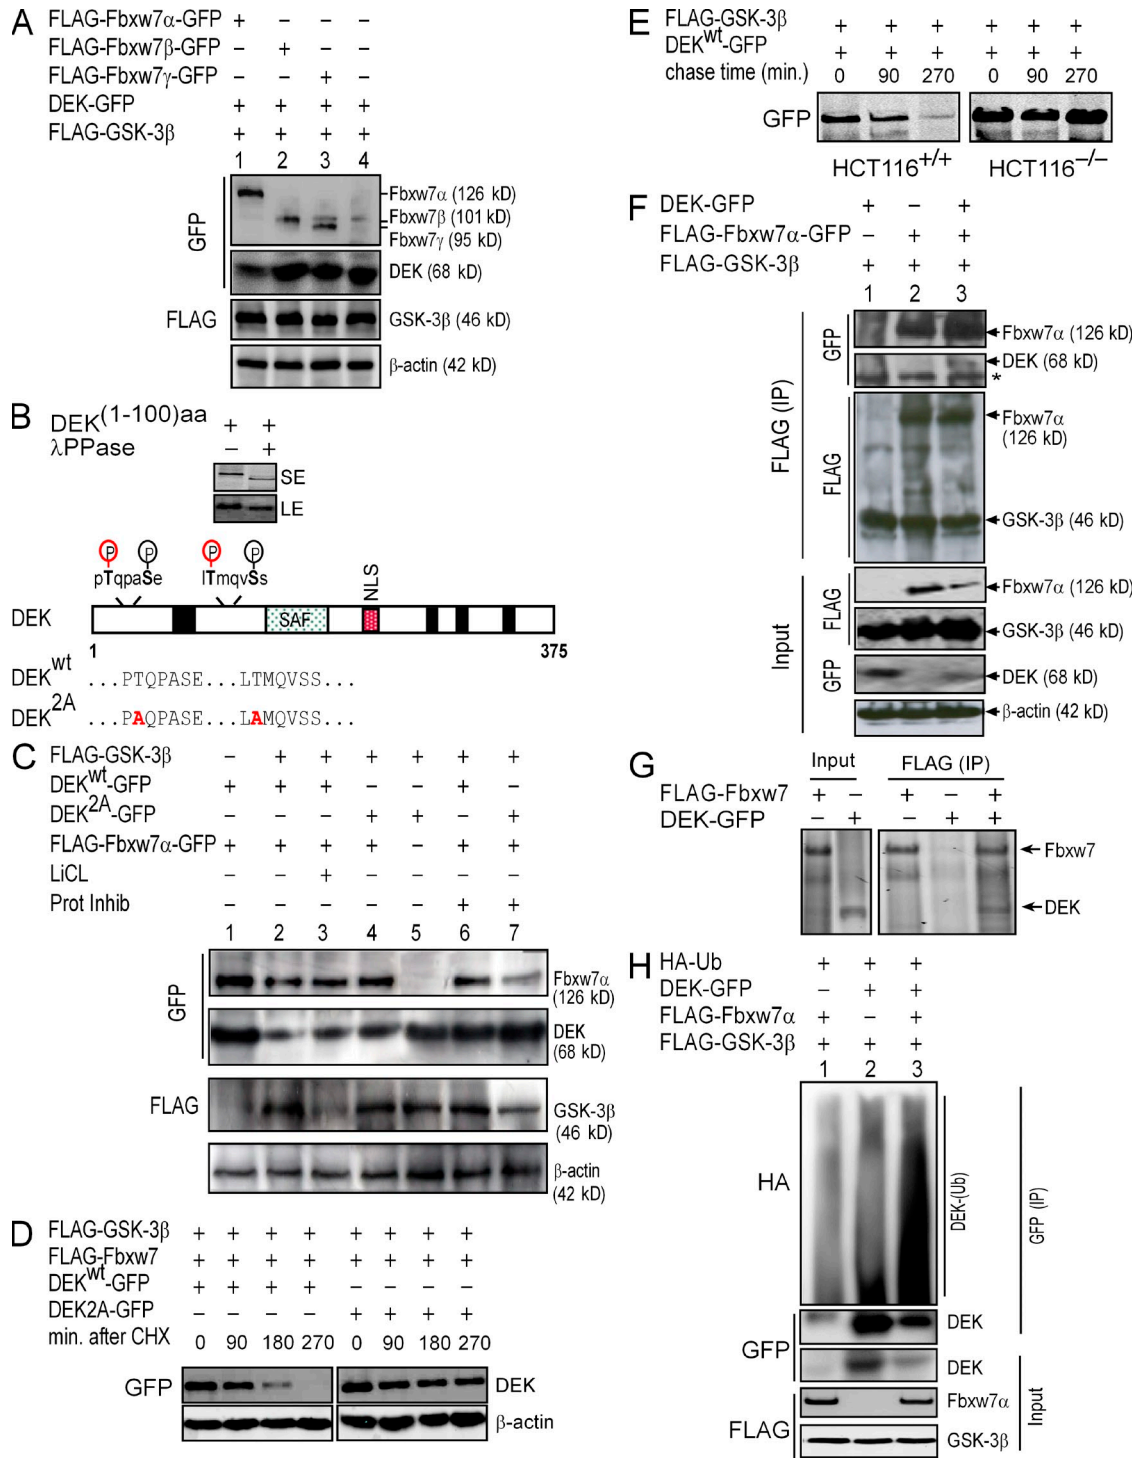 A
FLAG-Fbxw7α-GFP + – – –
FLAG-Fbxw7β-GFP – + – –
FLAG-Fbxw7γ-GFP – – + –
DEK-GFP + + + +
FLAG-GSK-3β + + + +
1 2 3 4
GFP
Fbxw7α (126 kD)
Fbxw7β (101 kD)
Fbxw7γ (95 kD)
DEK (68 kD)
FLAG
GSK-3β (46 kD)
β-actin (42 kD)
B
DEK(1-100)aa + +
λPPase – +
SE
LE
P P P P
pTqpaSe lTmqvSs
NLS
DEK
SAF
1 375
DEKwt ...PTQPASE...LTMQVSS...
DEK2A ...PAQPASE...LAMQVSS...
C
FLAG-GSK-3β – + + + + + +
DEKwt-GFP + + + – – + –
DEK2A-GFP – – – + + – +
FLAG-Fbxw7α-GFP + + + + – + +
LiCL – – + – – – –
Prot Inhib – – – – – + +
1 2 3 4 5 6 7
GFP
Fbxw7α
(126 kD)
DEK
(68 kD)
FLAG
GSK-3β
(46 kD)
β-actin
(42 kD)
D
FLAG-GSK-3β + + + + + + + +
FLAG-Fbxw7 + + + + + + + +
DEKwt-GFP + + + + – – – –
DEK2A-GFP – – – – + + + +
min. after CHX 0 90 180 270 0 90 180 270
GFP
DEK
β-actin
E
FLAG-GSK-3β + + + + + +
DEKwt-GFP + + + + + +
chase time (min.) 0 90 270 0 90 270
GFP
HCT116+/+ HCT116–/–
F
DEK-GFP + – +
FLAG-Fbxw7α-GFP – + +
FLAG-GSK-3β + + +
1 2 3
FLAG (IP)
GFP
Fbxw7α (126 kD)
DEK (68 kD)
*
FLAG
Fbxw7α
(126 kD)
GSK-3β (46 kD)
Input
FLAG
Fbxw7α (126 kD)
GSK-3β (46 kD)
GFP
DEK (68 kD)
β-actin (42 kD)
G
Input FLAG (IP)
FLAG-Fbxw7 + – + – +
DEK-GFP – + – + +
Fbxw7
DEK
H
HA-Ub + + +
DEK-GFP – + +
FLAG-Fbxw7α + – +
FLAG-GSK-3β + + +
1 2 3
HA
DEK-(Ub)
GFP (IP)
GFP
DEK
DEK
Input
FLAG
Fbxw7α
GSK-3β